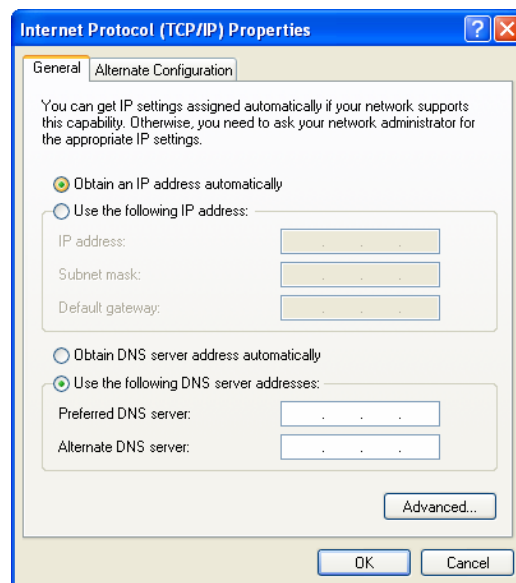 Internet Protocol (TCP/IP) Properties
General
Alternate Configuration
You can get IP settings assigned automatically if your network supports
this capability. Otherwise, you need to ask your network administrator for
the appropriate IP settings.
Obtain an IP address automatically
Use the following IP address:
IP address:
Subnet mask:
Default gateway:
Obtain DNS server address automatically
Use the following DNS server addresses:
Preferred DNS server:
Alternate DNS server:
Advanced...
OK
Cancel